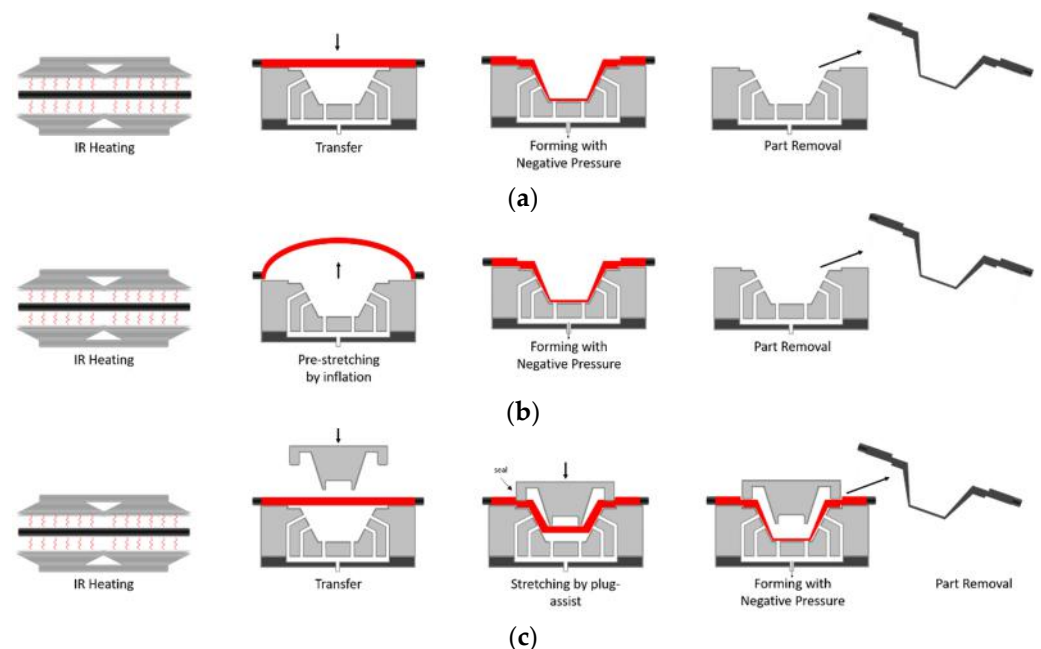 IR Heating
Transfer
Forming with
Negative Pressure
Part Removal
(a)
IR Heating
Pre-stretching
by inflation
Forming with
Negative Pressure
Part Removal
(b)
seal
IR Heating
Transfer
Stretching by plug-
assist
Forming with
Negative Pressure
Part Removal
(c)